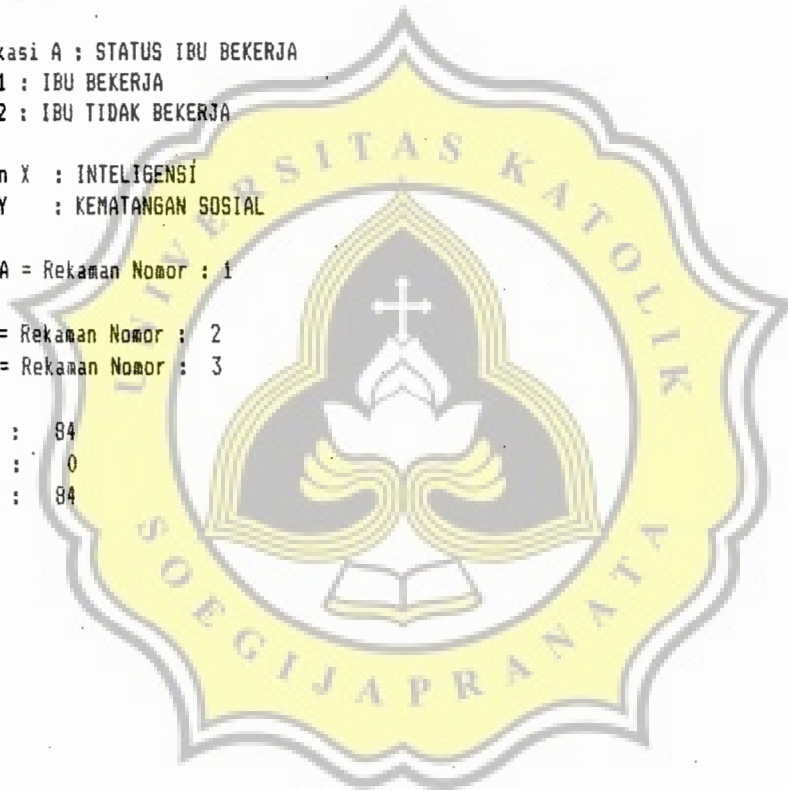 kasi A : STATUS IBU BEKERJA
1 : IBU BEKERJA
2 : IBU TIDAK BEKERJA
n X : INTELIGENSI
Y : KEMATANGAN SOSIAL
A = Rekaman Nomor : 1
= Rekaman Nomor : 2
= Rekaman Nomor : 3
: 84
: 0
: 84
UNIVERSITAS KATOLIK
SOEGIJAPRANATA